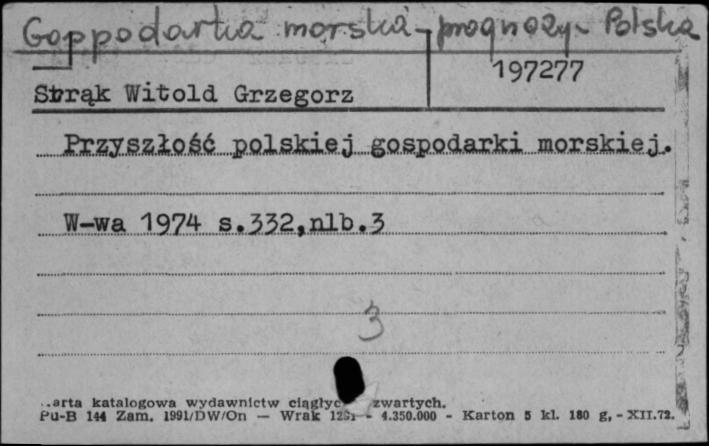 Gospodarka morska - prognozy - Polska
197277
Strąk Witold Grzegorz
Przyszłość polskiej gospodarki morskiej.
W-wa 1974 s.332,nlb.3
3
arta katalogowa wydawnictw zwartych.
Pu-B 144 Zam. 1991/DW/On — Wrak - 4.350.000 - Karton 5 kl. 180 g, - XII.72.